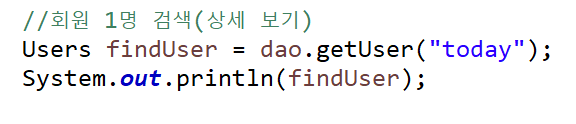 //회원 1명 검색(상세 보기)
Users findUser = dao.getUser("today");
System.out.println(findUser);